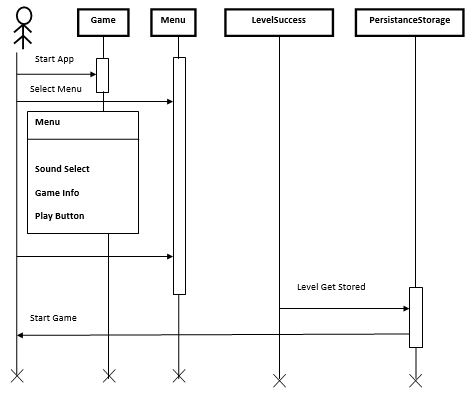 Game
Menu
LevelSuccess
PersistanceStorage
Start App
Select Menu
Menu
Sound Select
Game Info
Play Button
Level Get Stored
Start Game